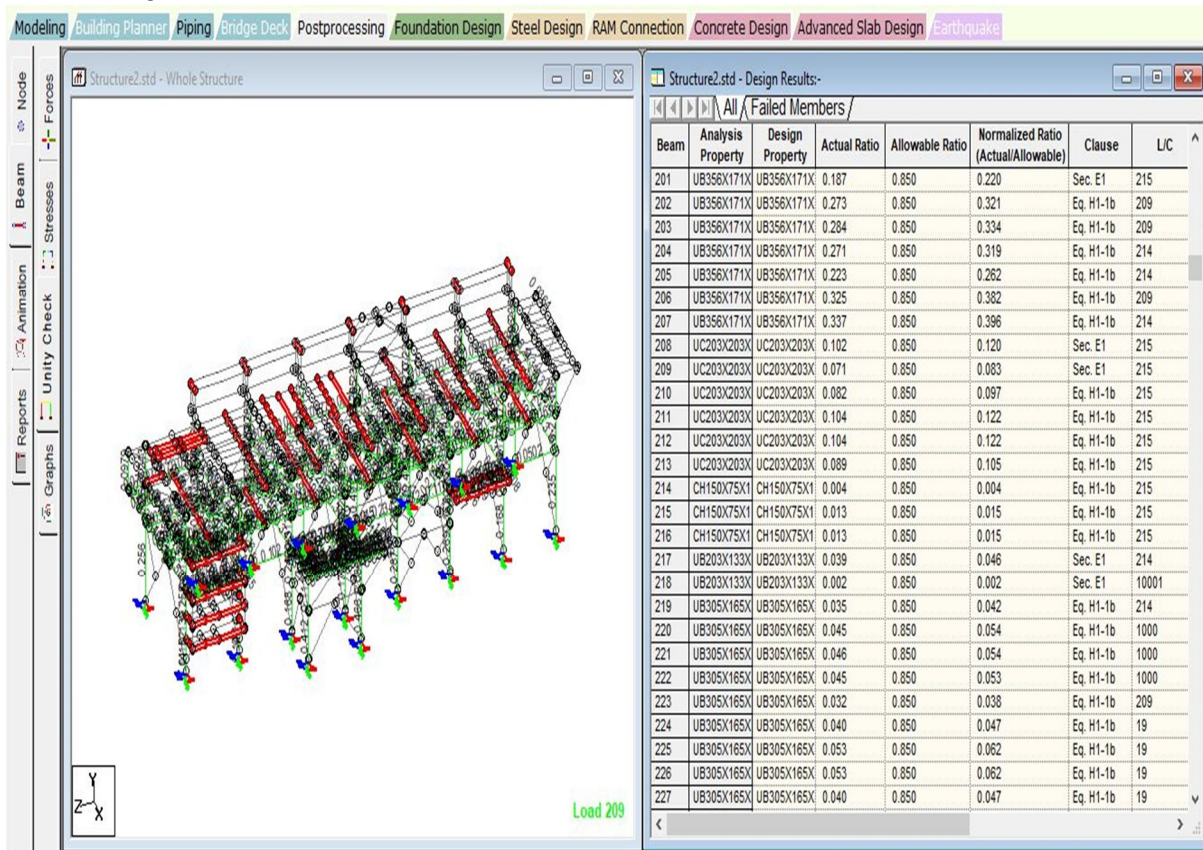 Modeling Building Planner Piping Bridge Deck Postprocessing Foundation Design Steel Design RAM Connection Concrete Design Advanced Slab Design Earthquake
Node
Beam
Animation
Reports
Forces
Stresses
Unity Check
Graphs
Structure2.std - Whole Structure
Load 209
Y
Z X
Structure2.std - Design Results:-
All Failed Members
Beam Analysis Property Design Property Actual Ratio Allowable Ratio Normalized Ratio (Actual/Allowable) Clause L/C
201 UB356X171X UB356X171X 0.187 0.850 0.220 Sec. E1 215
202 UB356X171X UB356X171X 0.273 0.850 0.321 Eq. H1-1b 209
203 UB356X171X UB356X171X 0.284 0.850 0.334 Eq. H1-1b 209
204 UB356X171X UB356X171X 0.271 0.850 0.319 Eq. H1-1b 214
205 UB356X171X UB356X171X 0.223 0.850 0.262 Eq. H1-1b 214
206 UB356X171X UB356X171X 0.325 0.850 0.382 Eq. H1-1b 209
207 UB356X171X UB356X171X 0.337 0.850 0.396 Eq. H1-1b 214
208 UC203X203X UC203X203X 0.102 0.850 0.120 Sec. E1 215
209 UC203X203X UC203X203X 0.071 0.850 0.083 Sec. E1 215
210 UC203X203X UC203X203X 0.082 0.850 0.097 Eq. H1-1b 215
211 UC203X203X UC203X203X 0.104 0.850 0.122 Eq. H1-1b 215
212 UC203X203X UC203X203X 0.104 0.850 0.122 Eq. H1-1b 215
213 UC203X203X UC203X203X 0.089 0.850 0.105 Eq. H1-1b 215
214 CH150X75X1 CH150X75X1 0.004 0.850 0.004 Eq. H1-1b 215
215 CH150X75X1 CH150X75X1 0.013 0.850 0.015 Eq. H1-1b 215
216 CH150X75X1 CH150X75X1 0.013 0.850 0.015 Eq. H1-1b 215
217 UB203X133X UB203X133X 0.039 0.850 0.046 Sec. E1 214
218 UB203X133X UB203X133X 0.002 0.850 0.002 Sec. E1 10001
219 UB305X165X UB305X165X 0.035 0.850 0.042 Eq. H1-1b 214
220 UB305X165X UB305X165X 0.045 0.850 0.054 Eq. H1-1b 1000
221 UB305X165X UB305X165X 0.046 0.850 0.054 Eq. H1-1b 1000
222 UB305X165X UB305X165X 0.045 0.850 0.053 Eq. H1-1b 1000
223 UB305X165X UB305X165X 0.032 0.850 0.038 Eq. H1-1b 209
224 UB305X165X UB305X165X 0.040 0.850 0.047 Eq. H1-1b 19
225 UB305X165X UB305X165X 0.053 0.850 0.062 Eq. H1-1b 19
226 UB305X165X UB305X165X 0.053 0.850 0.062 Eq. H1-1b 19
227 UB305X165X UB305X165X 0.040 0.850 0.047 Eq. H1-1b 19